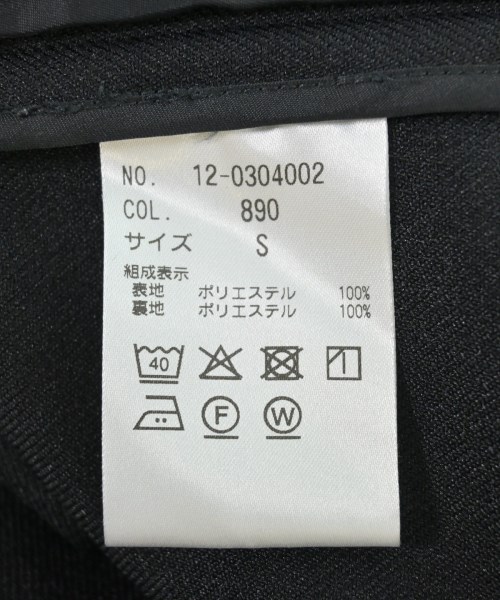 NO. 12-0304002
COL. 890
サイズ S
組成表示
表地 ポリエステル 100%
裏地 ポリエステル 100%
40
F W